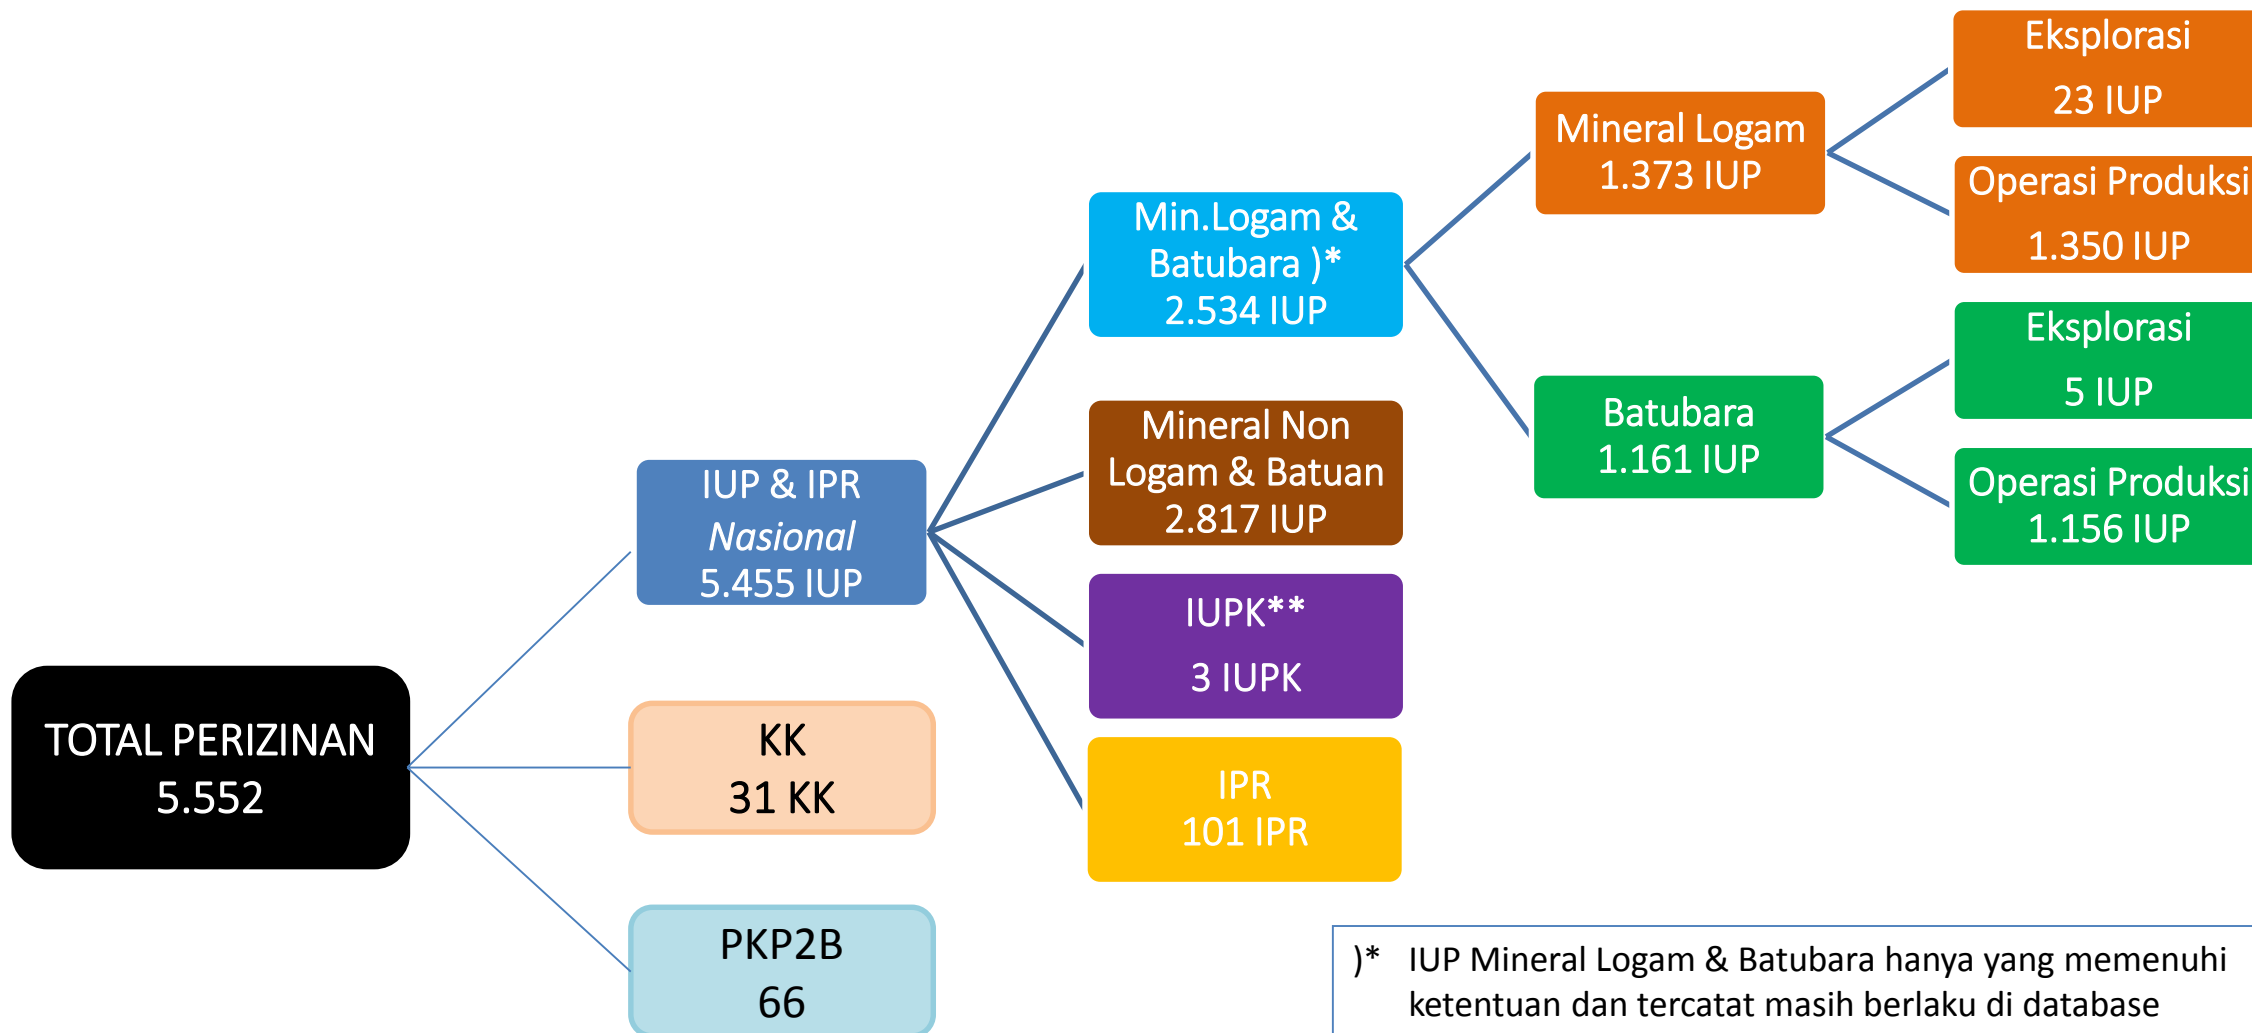 TOTAL PERIZINAN
5.552
IUP & IPR
Nasional
5.455 IUP
KK
31 KK
PKP2B
66
Min.Logam &
Batubara )*
2.534 IUP
Mineral Non
Logam & Batuan
2.817 IUP
IUPK**
3 IUPK
IPR
101 IPR
Mineral Logam
1.373 IUP
Batubara
1.161 IUP
Eksplorasi
23 IUP
Operasi Produksi
1.350 IUP
Eksplorasi
5 IUP
Operasi Produksi
1.156 IUP
)* IUP Mineral Logam & Batubara hanya yang memenuhi
ketentuan dan tercatat masih berlaku di database